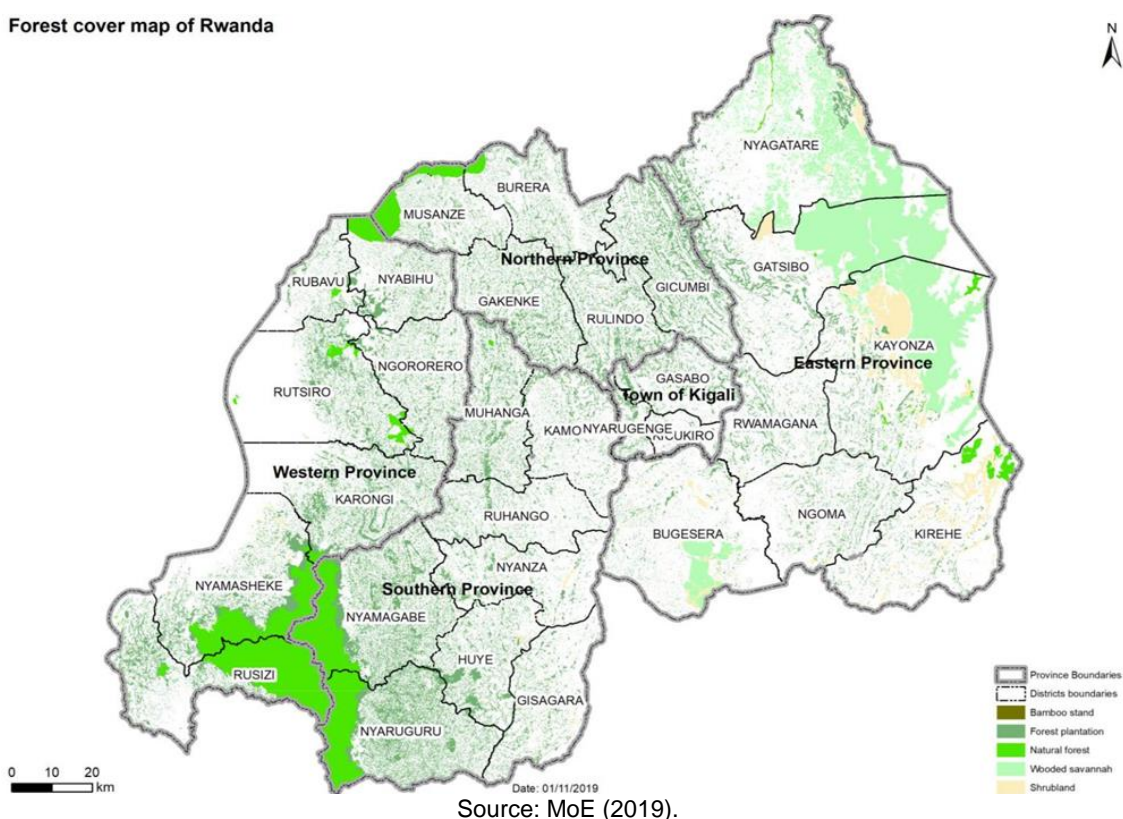 Forest cover map of Rwanda
N
NYAGATARE
BURERA
MUSANZE
Northern Province
GATSIBO
RUBAVU
NYABIHU
GICUMBI
GAKENKE
RULINDO
KAYONZA
Eastern Province
NGORORERO
GASABO
Town of Kigali
RUTSIRO
MUHANGA
KAMO
NYARUGENGE
KICUKIRO
RWAMAGANA
Western Province
KARONGI
RUHANGO
BUGESERA
NGOMA
KIREHE
NYANZA
NYAMASHEKE
Southern Province
NYAMAGABE
HUYE
RUSIZI
GISAGARA
NYARUGURU
Province Boundaries
Districts boundaries
Bamboo stand
Forest plantation
Natural forest
Wooded savannah
Shrubland
0 10 20
km
Date: 01/11/2019
Source: MoE (2019).